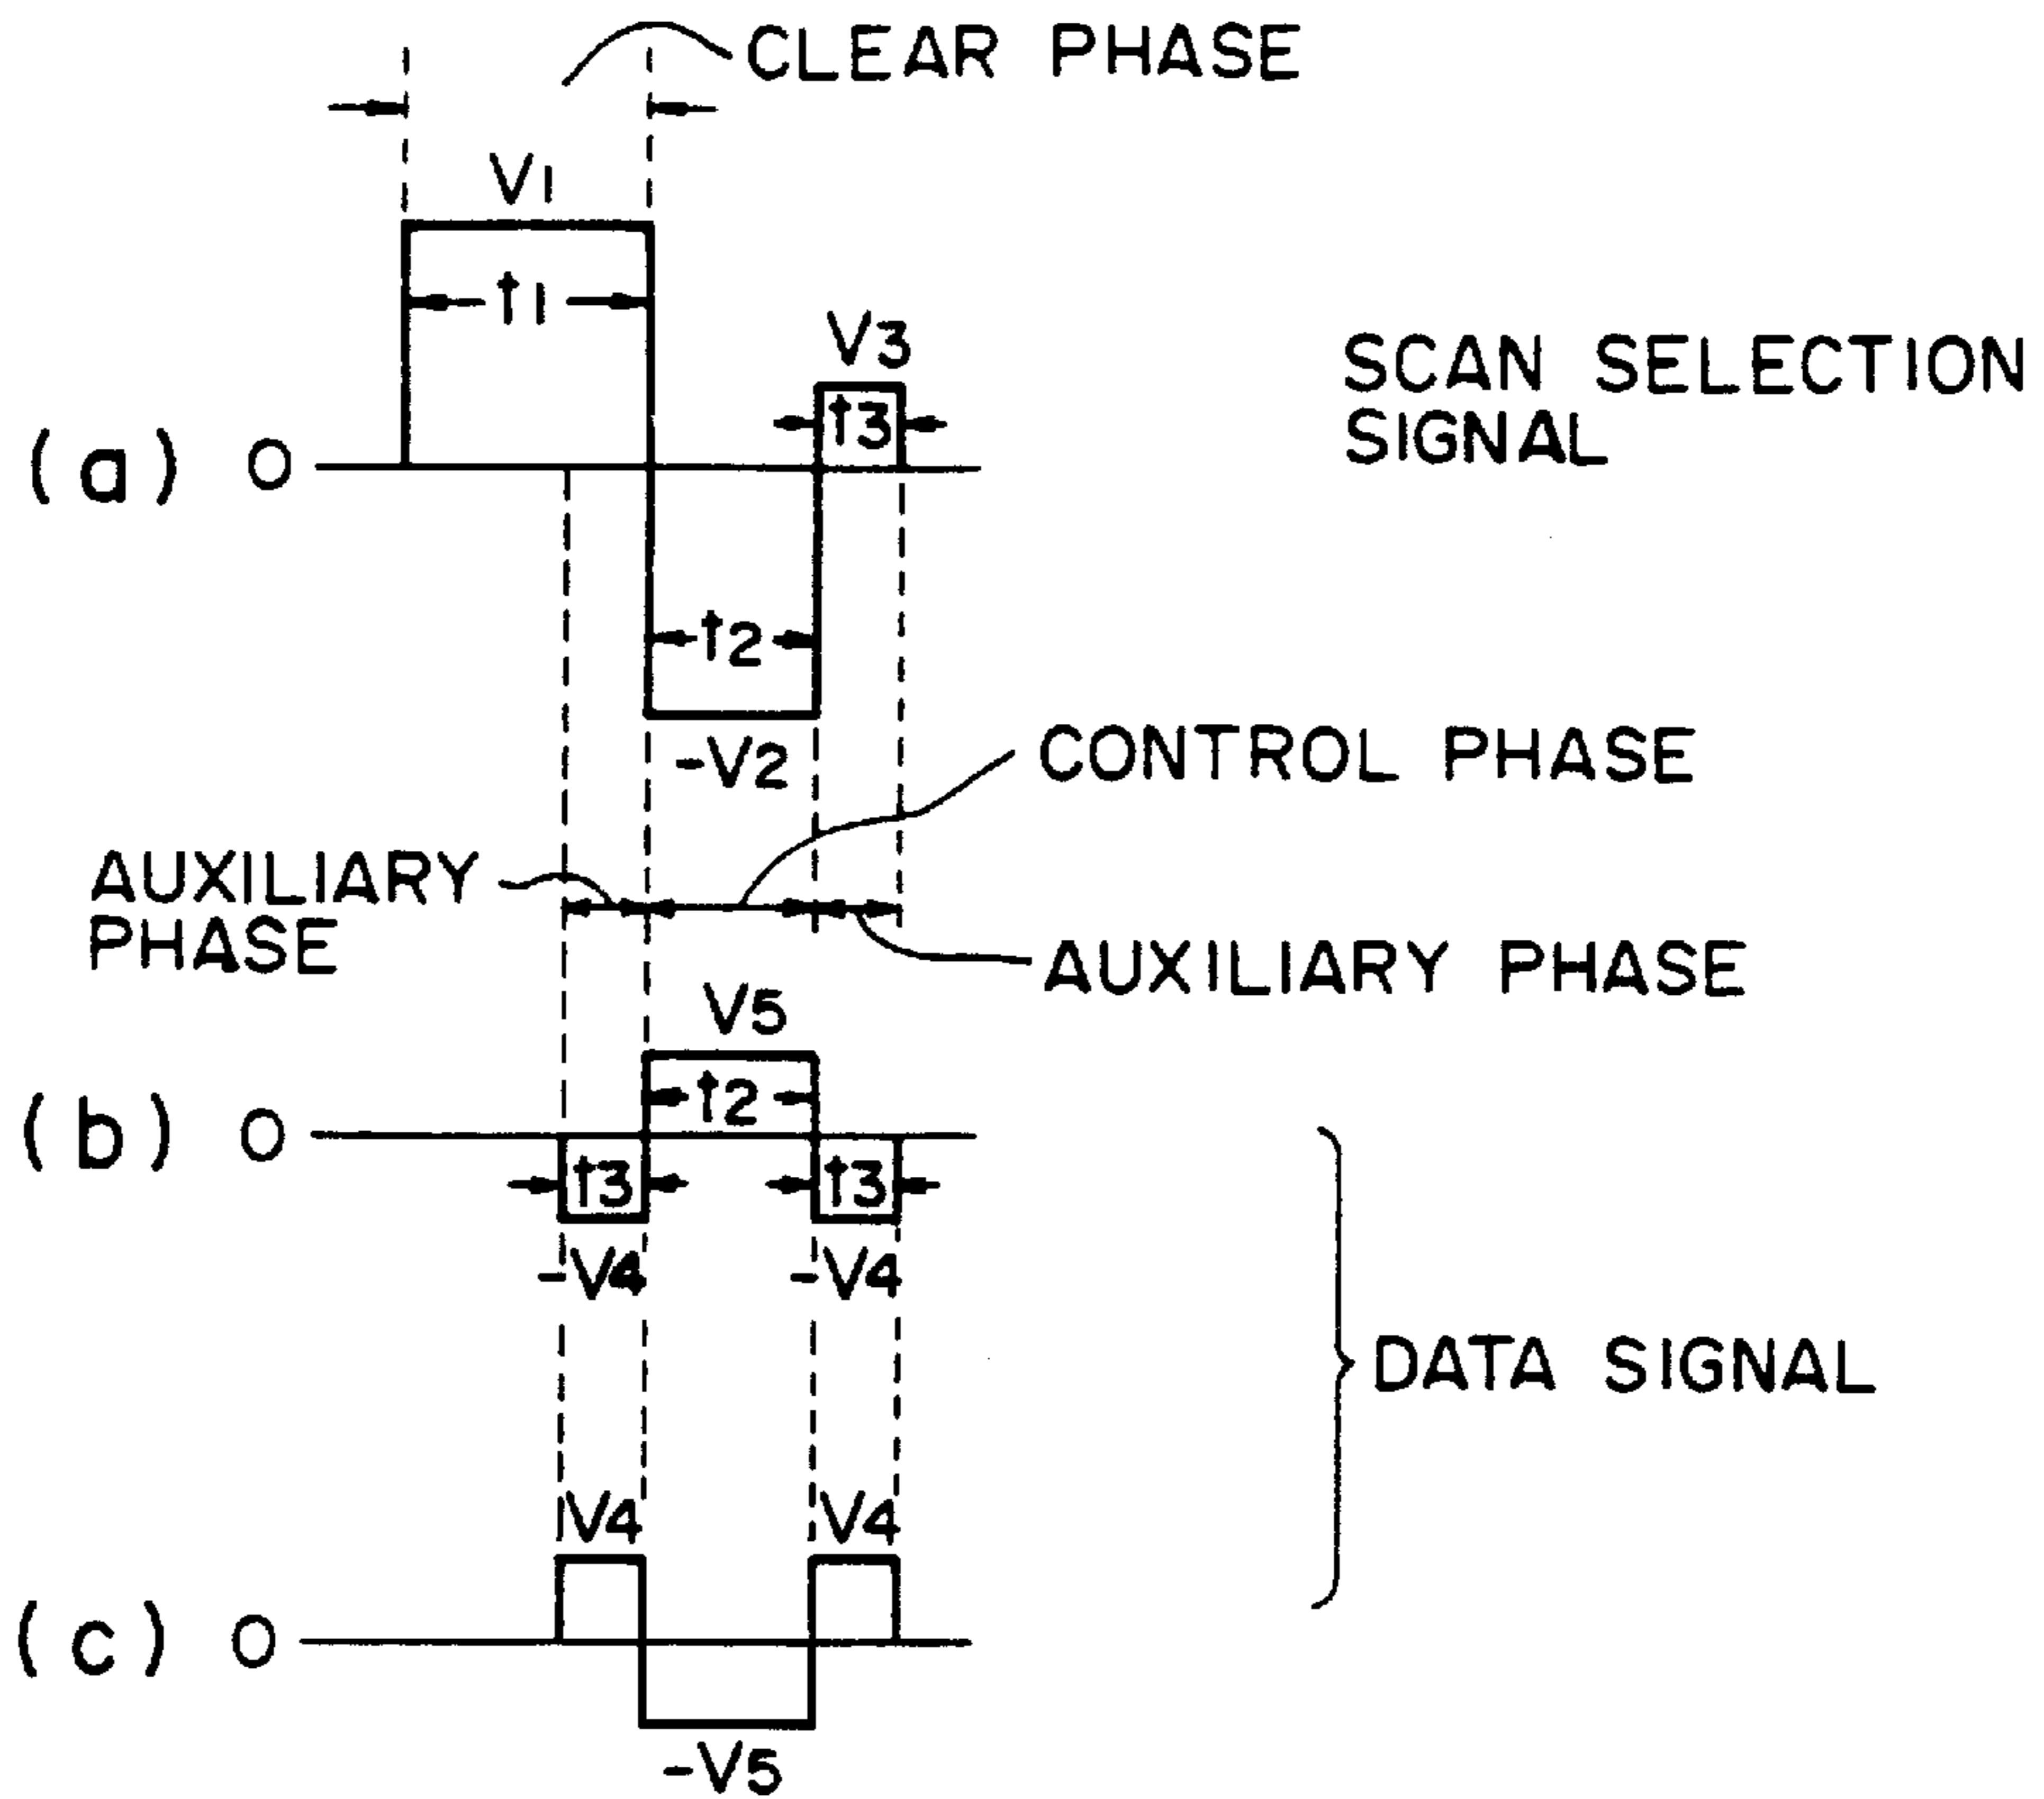 CLEAR PHASE
V1
t1
V3
t3
SCAN SELECTION
SIGNAL
(a) 0
t2
-V2
CONTROL PHASE
AUXILIARY
PHASE
AUXILIARY PHASE
V5
t2
(b) 0
t3 t3
-V4 -V4
DATA SIGNAL
V4 V4
(c) 0
-V5